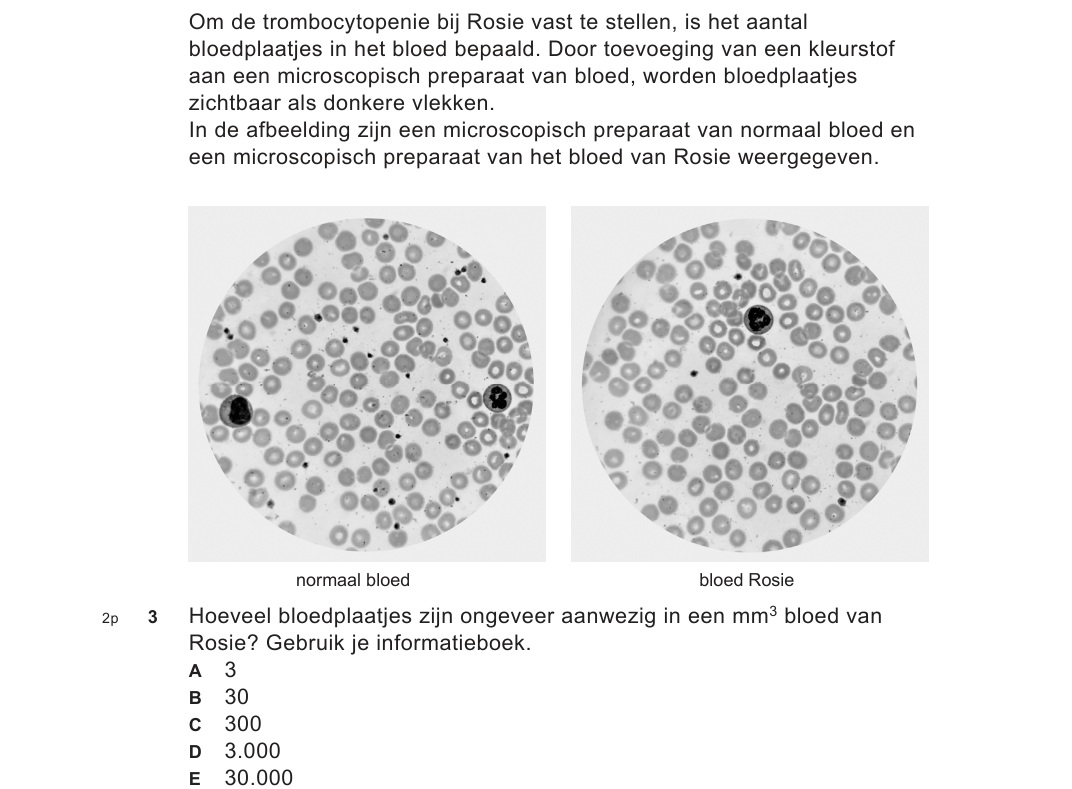 Om de trombocytopenie bij Rosie vast te stellen, is het aantal
bloedplaatjes in het bloed bepaald. Door toevoeging van een kleurstof
aan een microscopisch preparaat van bloed, worden bloedplaatjes
zichtbaar als donkere vlekken.
In de afbeelding zijn een microscopisch preparaat van normaal bloed en
een microscopisch preparaat van het bloed van Rosie weergegeven.
normaal bloed
bloed Rosie
2p 3 Hoeveel bloedplaatjes zijn ongeveer aanwezig in een mm³ bloed van
Rosie? Gebruik je informatieboek.
A 3
B 30
C 300
D 3.000
E 30.000